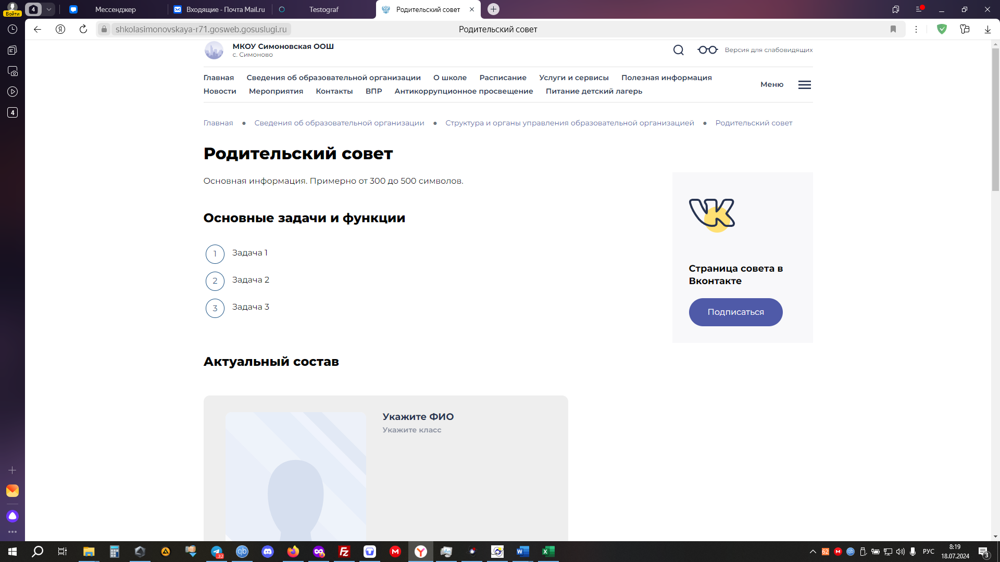 Войти
4
Мессенджер
Входящие - Почта Mail.ru
Testograf
Родительский совет
shkolasimonovskaya-r71.gosweb.gosuslugi.ru
Родительский совет
4
МКОУ Симоновская ООШ
с. Симоново
Версия для слабовидящих
Главная Сведения об образовательной организации О школе Расписание Услуги и сервисы Полезная информация
Новости Мероприятия Контакты ВПР Антикоррупционное просвещение Питание детский лагерь
Меню
Главная • Сведения об образовательной организации • Структура и органы управления образовательной организацией • Родительский совет
Родительский совет
Основная информация. Примерно от 300 до 500 символов.
Основные задачи и функции
1 Задача 1
2 Задача 2
3 Задача 3
Страница совета в
Вконтакте
Подписаться
Актуальный состав
Укажите ФИО
Укажите класс
32
62
РУС
8:19
18.07.2024
3